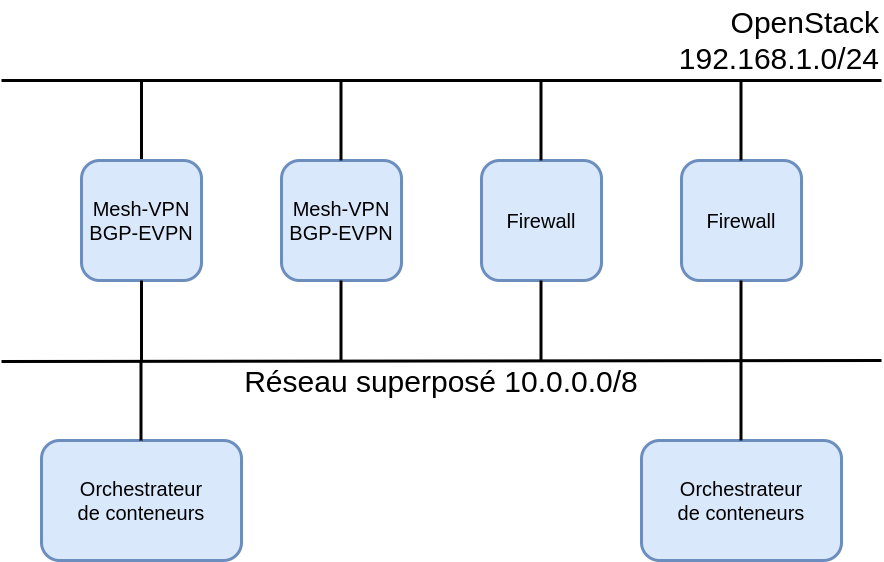 OpenStack
192.168.1.0/24
Mesh-VPN
BGP-EVPN
Mesh-VPN
BGP-EVPN
Firewall
Firewall
Réseau superposé 10.0.0.0/8
Orchestrateur
de conteneurs
Orchestrateur
de conteneurs